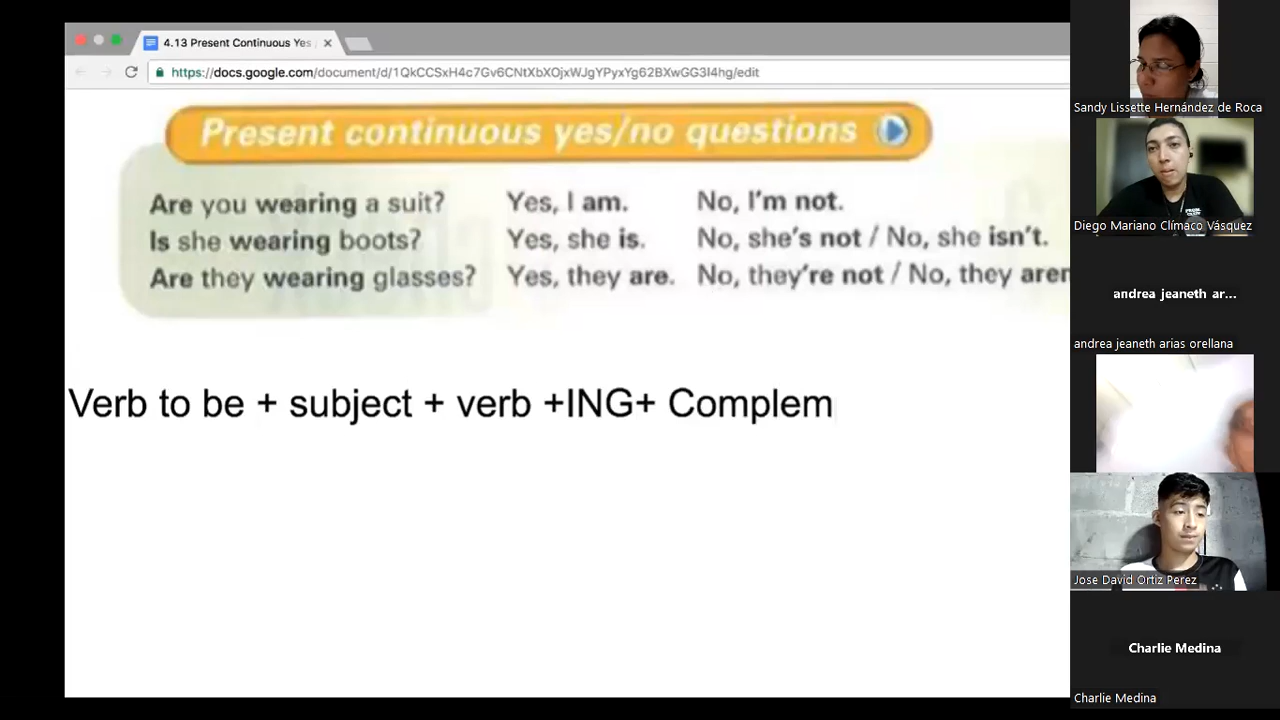 4.13 Present Continuous Yes
https://docs.google.com/document/d/1QkCCSxH4c7Gv6CNtXbXOjxWJgYPyxYg62BXwGG3I4hg/edit
Present continuous yes/no questions
Are you wearing a suit? Yes, I am. No, I'm not.
Is she wearing boots? Yes, she is. No, she's not / No, she isn't.
Are they wearing glasses? Yes, they are. No, they're not / No, they aren
Verb to be + subject + verb +ING+ Complem
Sandy Lissette Hernández de Roca
Diego Mariano Clímaco Vásquez
andrea jeaneth ar...
andrea jeaneth arias orellana
Jose David Ortiz Perez
Charlie Medina
Charlie Medina